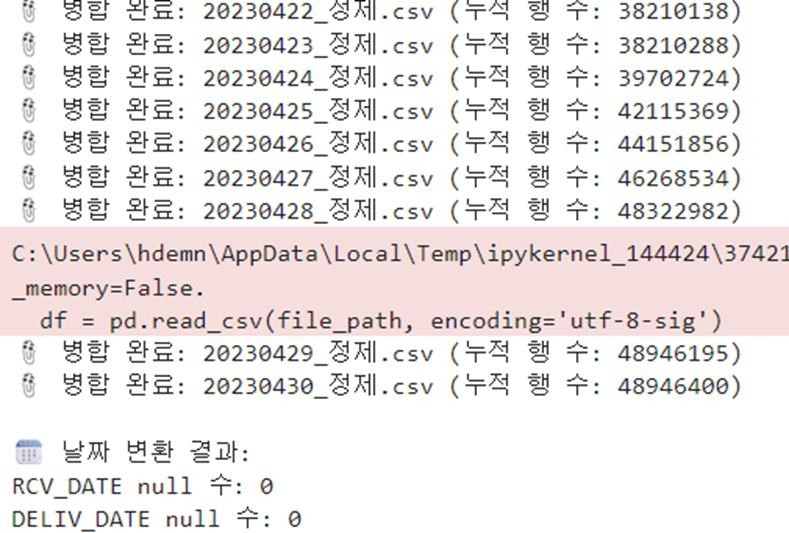 병합 완료: 20230422_정제.csv (누적 행 수: 38210138)
병합 완료: 20230423_정제.csv (누적 행 수: 38210288)
병합 완료: 20230424_정제.csv (누적 행 수: 39702724)
병합 완료: 20230425_정제.csv (누적 행 수: 42115369)
병합 완료: 20230426_정제.csv (누적 행 수: 44151856)
병합 완료: 20230427_정제.csv (누적 행 수: 46268534)
병합 완료: 20230428_정제.csv (누적 행 수: 48322982)
C:\Users\hdemn\AppData\Local\Temp\ipykernel_144424\37421
_memory=False.
df = pd.read_csv(file_path, encoding='utf-8-sig')
병합 완료: 20230429_정제.csv (누적 행 수: 48946195)
병합 완료: 20230430_정제.csv (누적 행 수: 48946400)
날짜 변환 결과:
RCV_DATE null 수: 0
DELIV_DATE null 수: 0